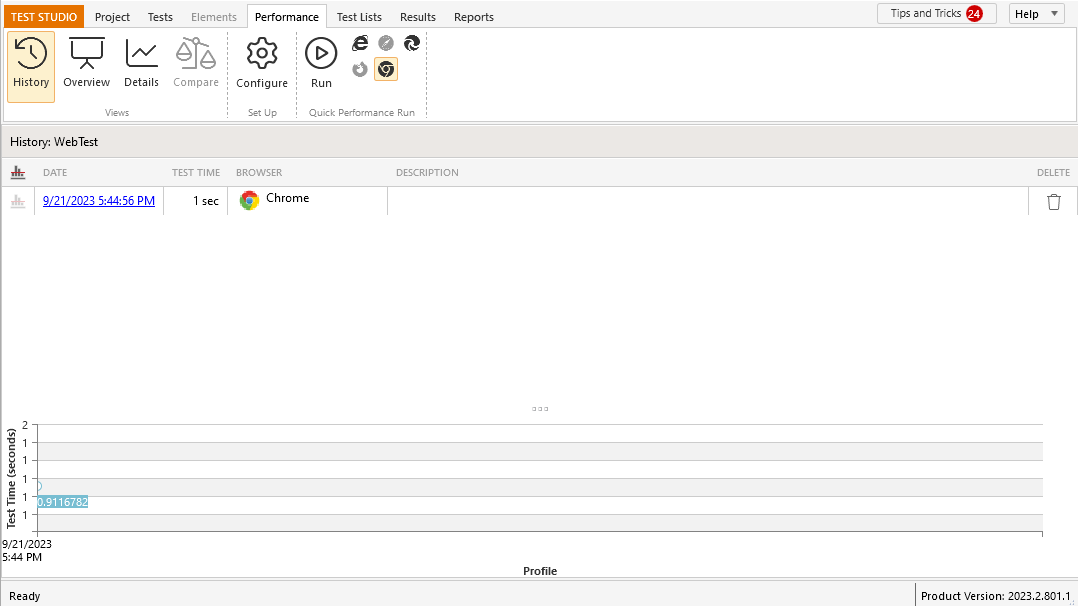 TEST STUDIO Project Tests Elements Performance Test Lists Results Reports Tips and Tricks 24 Help
History Overview Details Compare Configure Run
Views Set Up Quick Performance Run
History: WebTest
DATE TEST TIME BROWSER DESCRIPTION DELETE
9/21/2023 5:44:56 PM 1 sec Chrome
Test Time (seconds)
2
1
1
1
1
1
0.9116782
9/21/2023
5:44 PM
Profile
Ready Product Version: 2023.2.801.1